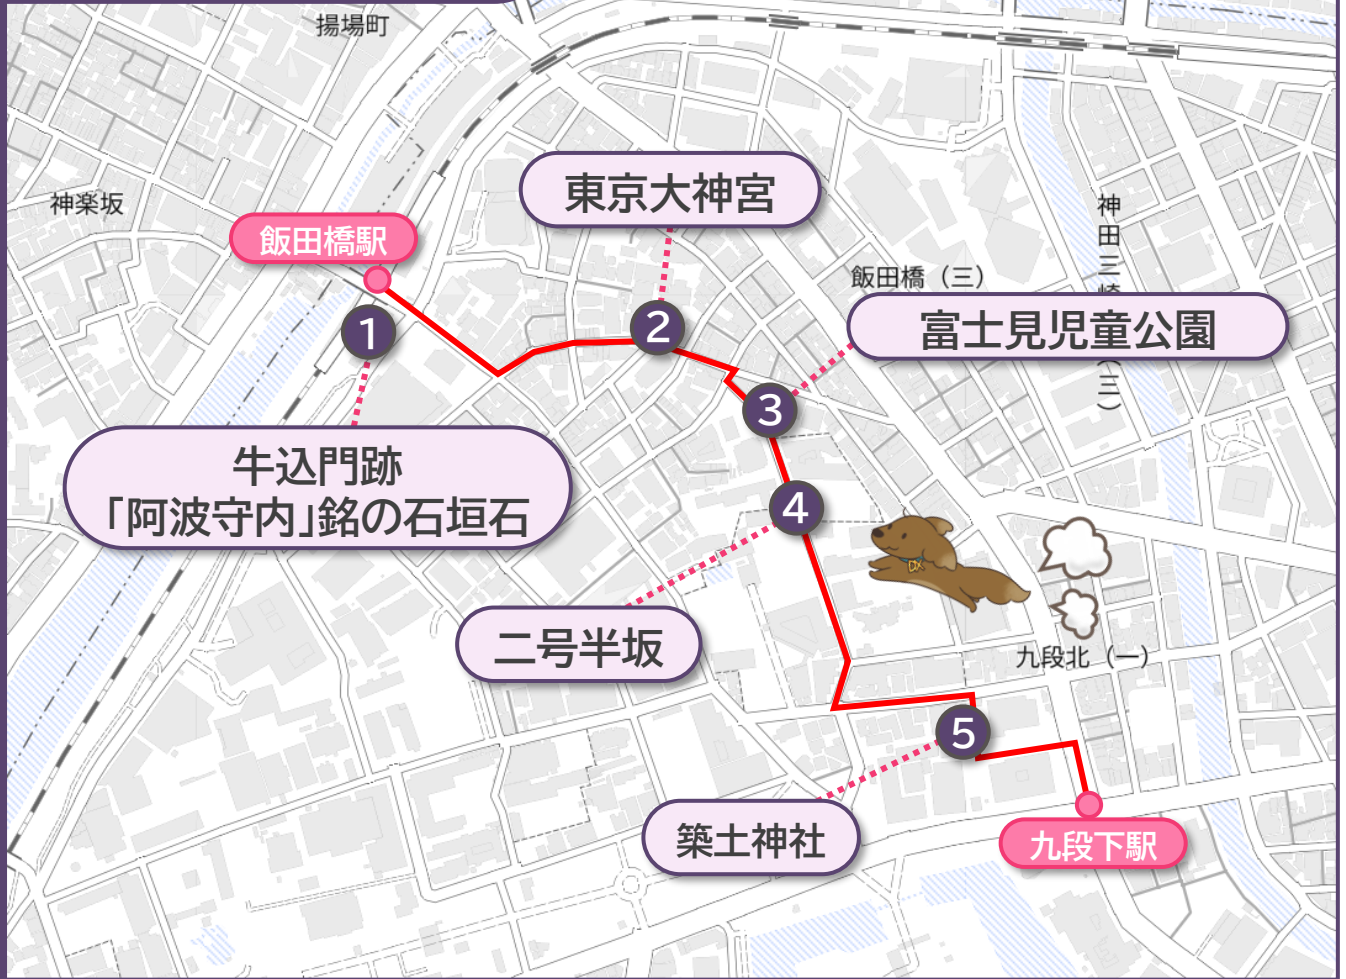 揚場町
神楽坂
飯田橋駅
東京大神宮
神田三崎
(三)
飯田橋(三)
富士見児童公園
1
2
3
4
5
牛込門跡
「阿波守内」銘の石垣石
二号半坂
九段北(一)
築土神社
九段下駅
DX